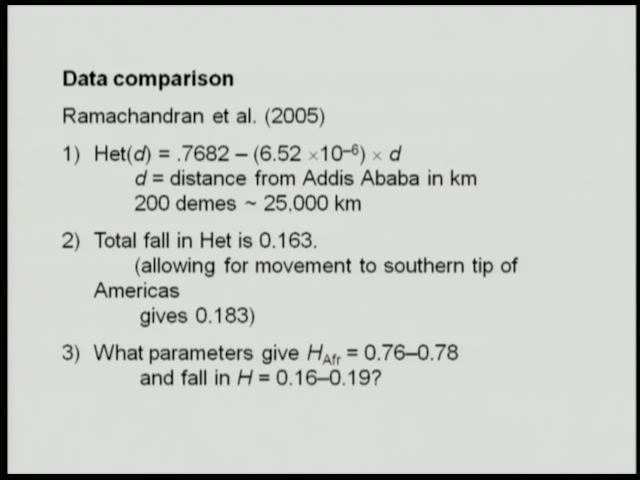 Data comparison
Ramachandran et al. (2005)
1) Het(d) = .7682 – (6.52 ×10–6) × d
d = distance from Addis Ababa in km
200 demes ~ 25,000 km
2) Total fall in Het is 0.163.
(allowing for movement to southern tip of
Americas
gives 0.183)
3) What parameters give HAfr = 0.76–0.78
and fall in H = 0.16–0.19?